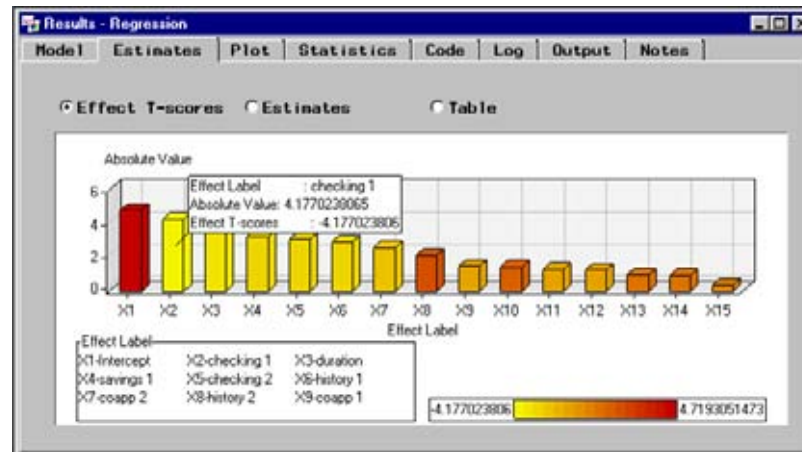 Results - Regression
Model Estimates Plot Statistics Code Log Output Notes
Effect T-scores Estimates Table
Absolute Value
Effect Label : checking 1
Absolute Value: 4.1770238065
Effect T-scores : -4.177023806
6
4
2
0
X1 X2 X3 X4 X5 X6 X7 X8 X9 X10 X11 X12 X13 X14 X15
Effect Label
Effect Label
X1-Intercept X2-checking 1 X3-duration
X4-savings 1 X5-checking 2 X6-history 1
X7-coapp 2 X8-history 2 X9-coapp 1
-4.177023806 4.7193051473